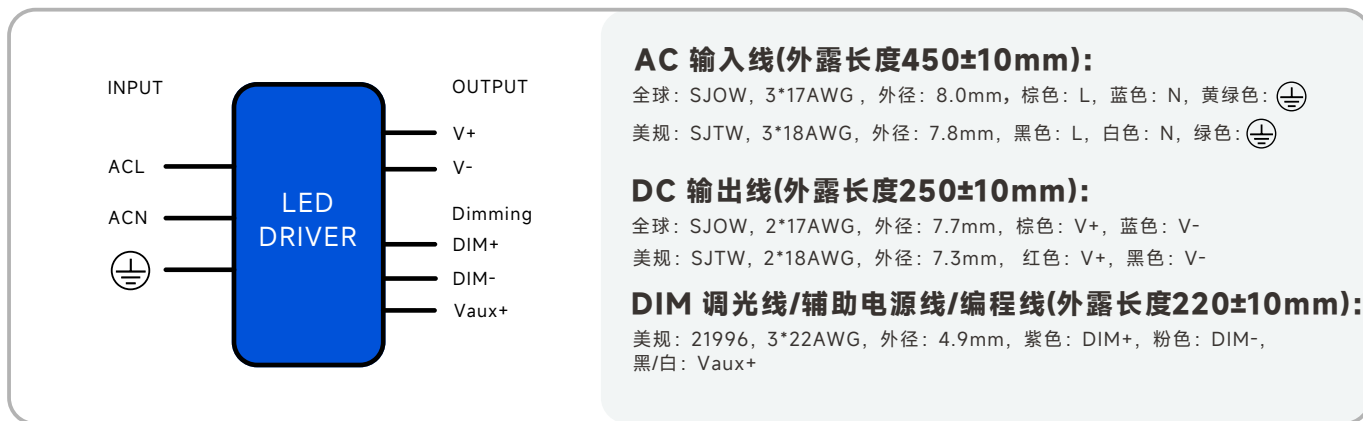 INPUT
OUTPUT
ACL
ACN
LED
DRIVER
V+
V-
Dimming
DIM+
DIM-
Vaux+
AC 输入线(外露长度450±10mm):
全球: SJOW, 3*17AWG , 外径: 8.0mm, 棕色: L, 蓝色: N, 黄绿色:
美规: SJTW, 3*18AWG, 外径: 7.8mm, 黑色: L, 白色: N, 绿色:
DC 输出线(外露长度250±10mm):
全球: SJOW, 2*17AWG, 外径: 7.7mm, 棕色: V+, 蓝色: V-
美规: SJTW, 2*18AWG, 外径: 7.3mm, 红色: V+, 黑色: V-
DIM 调光线/辅助电源线/编程线(外露长度220±10mm):
美规: 21996, 3*22AWG, 外径: 4.9mm, 紫色: DIM+, 粉色: DIM-,
黑/白: Vaux+